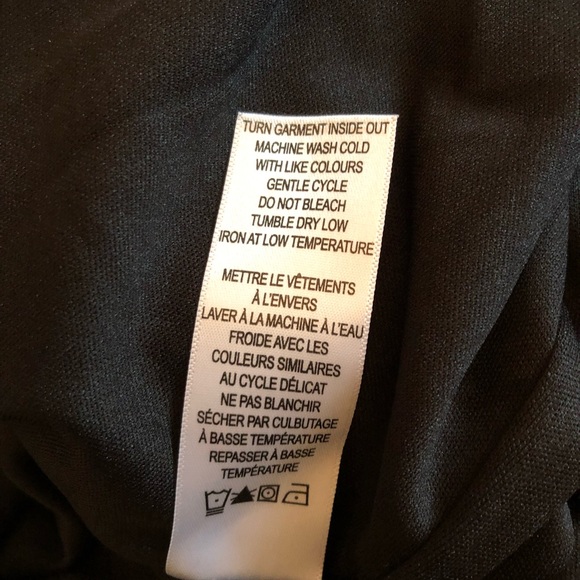 TURN GARMENT INSIDE OUT
MACHINE WASH COLD
WITH LIKE COLOURS
GENTLE CYCLE
DO NOT BLEACH
TUMBLE DRY LOW
IRON AT LOW TEMPERATURE
METTRE LE VÊTEMENTS
À L'ENVERS
LAVER À LA MACHINE À L'EAU
FROIDE AVEC LES
COULEURS SIMILAIRES
AU CYCLE DÉLICAT
NE PAS BLANCHIR
SÉCHER PAR CULBUTAGE
À BASSE TEMPÉRATURE
REPASSER À BASSE
TEMPÉRATURE